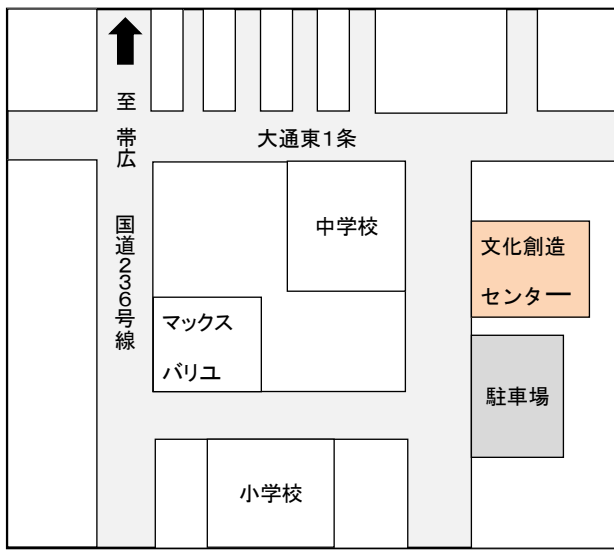 至 帯広
国道236号線
大通東1条
中学校
文化創造
センター
マックス
バリユ
駐車場
小学校